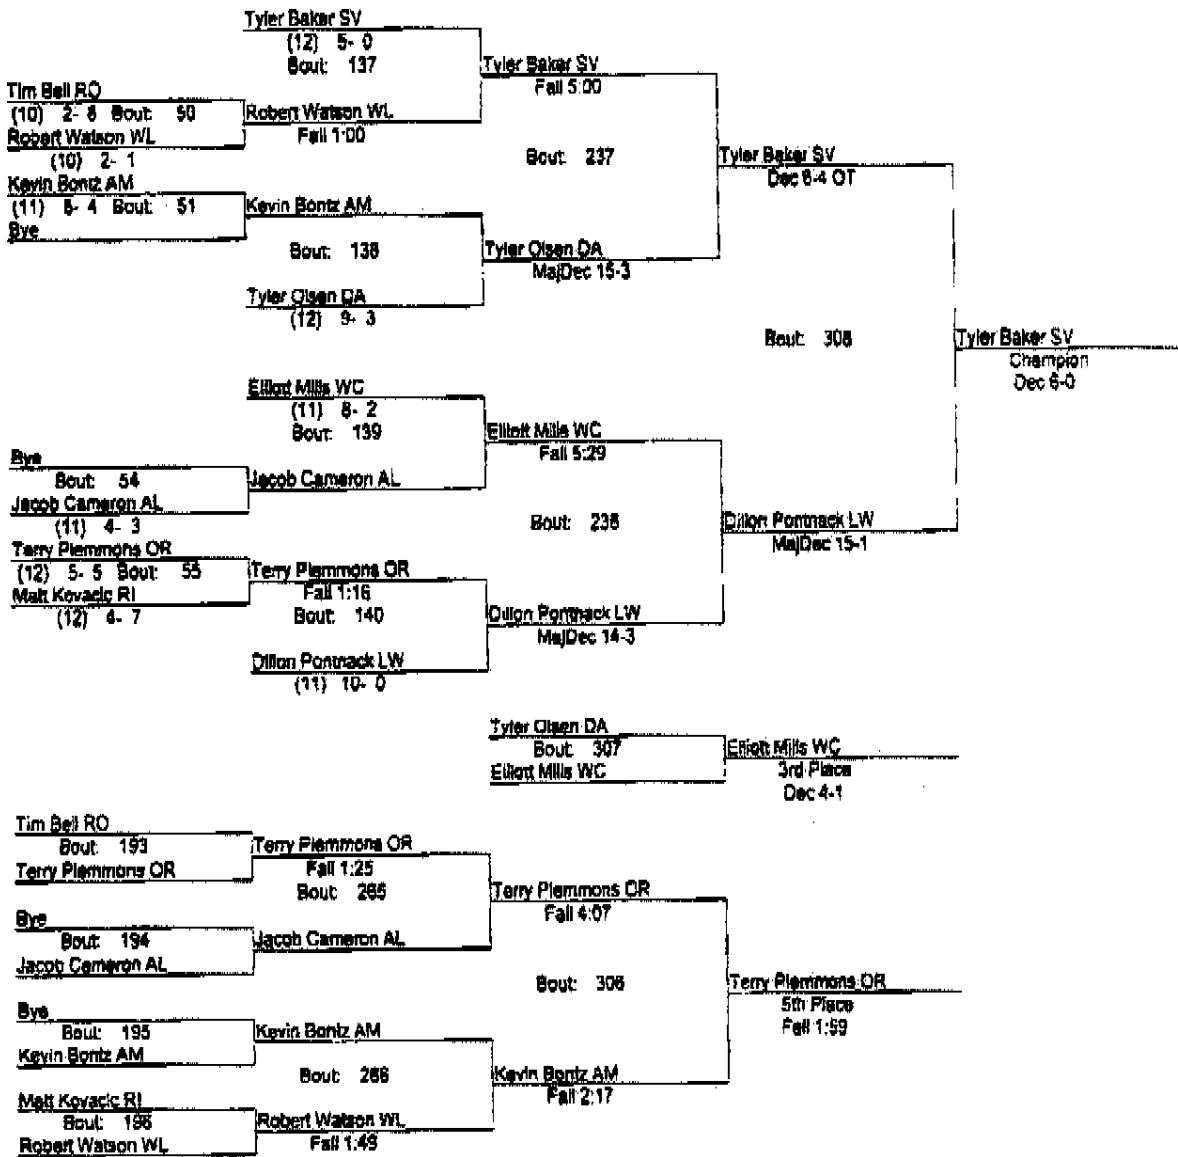 Tyler Baker SV
(12) 5- 0
Bout: 137
Tyler Baker SV
Fall 5:00
Tim Bell RO
(10) 2- 8 Bout: 50
Robert Watson WL
Fall 1:00
Robert Watson WL
(10) 2- 1
Bout: 237
Tyler Baker SV
Dec 6-4 OT
Kevin Bontz AM
(11) 8- 4 Bout: 51
Kevin Bontz AM
Bye
Bout: 138
Tyler Olsen DA
MajDec 15-3
Tyler Olsen DA
(12) 9- 3
Bout: 308
Tyler Baker SV
Champion
Dec 6-0
Elliott Mills WC
(11) 8- 2
Bout: 139
Elliott Mills WC
Fall 5:29
Bye
Bout: 54
Jacob Cameron AL
Jacob Cameron AL
(11) 4- 3
Bout: 238
Dillon Pontnack LW
MajDec 15-1
Terry Plemmons OR
(12) 5- 5 Bout: 55
Terry Plemmons OR
Fall 1:16
Matt Kovacic RI
(12) 4- 7
Bout: 140
Dillon Pontnack LW
MajDec 14-3
Dillon Pontnack LW
(11) 10- 0
Tyler Olsen DA
Bout: 307
Elliott Mills WC
Elliott Mills WC
3rd Place
Dec 4-1
Tim Bell RO
Bout: 193
Terry Plemmons OR
Terry Plemmons OR
Fall 1:25
Bout: 265
Terry Plemmons OR
Fall 4:07
Bye
Bout: 194
Jacob Cameron AL
Jacob Cameron AL
Bout: 306
Terry Plemmons OR
5th Place
Fall 1:59
Bye
Bout: 195
Kevin Bontz AM
Kevin Bontz AM
Bout: 266
Kevin Bontz AM
Fall 2:17
Matt Kovacic RI
Bout: 196
Robert Watson WL
Robert Watson WL
Fall 1:49